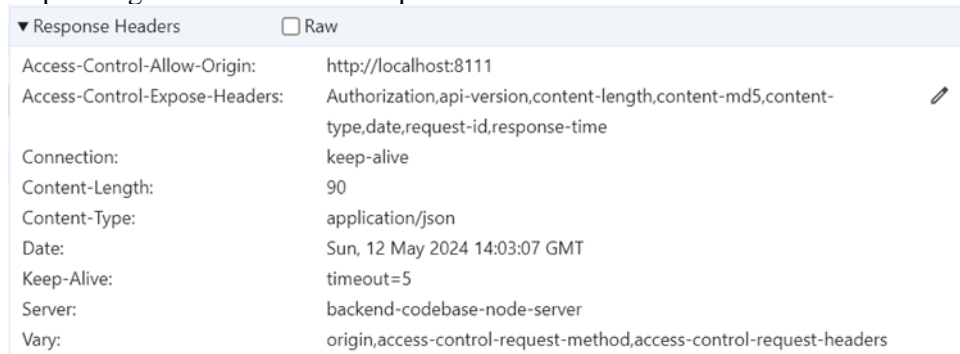 Response Headers Raw
Access-Control-Allow-Origin: http://localhost:8111
Access-Control-Expose-Headers: Authorization,api-version,content-length,content-md5,content-
type,date,request-id,response-time
Connection: keep-alive
Content-Length: 90
Content-Type: application/json
Date: Sun, 12 May 2024 14:03:07 GMT
Keep-Alive: timeout=5
Server: backend-codebase-node-server
Vary: origin,access-control-request-method,access-control-request-headers